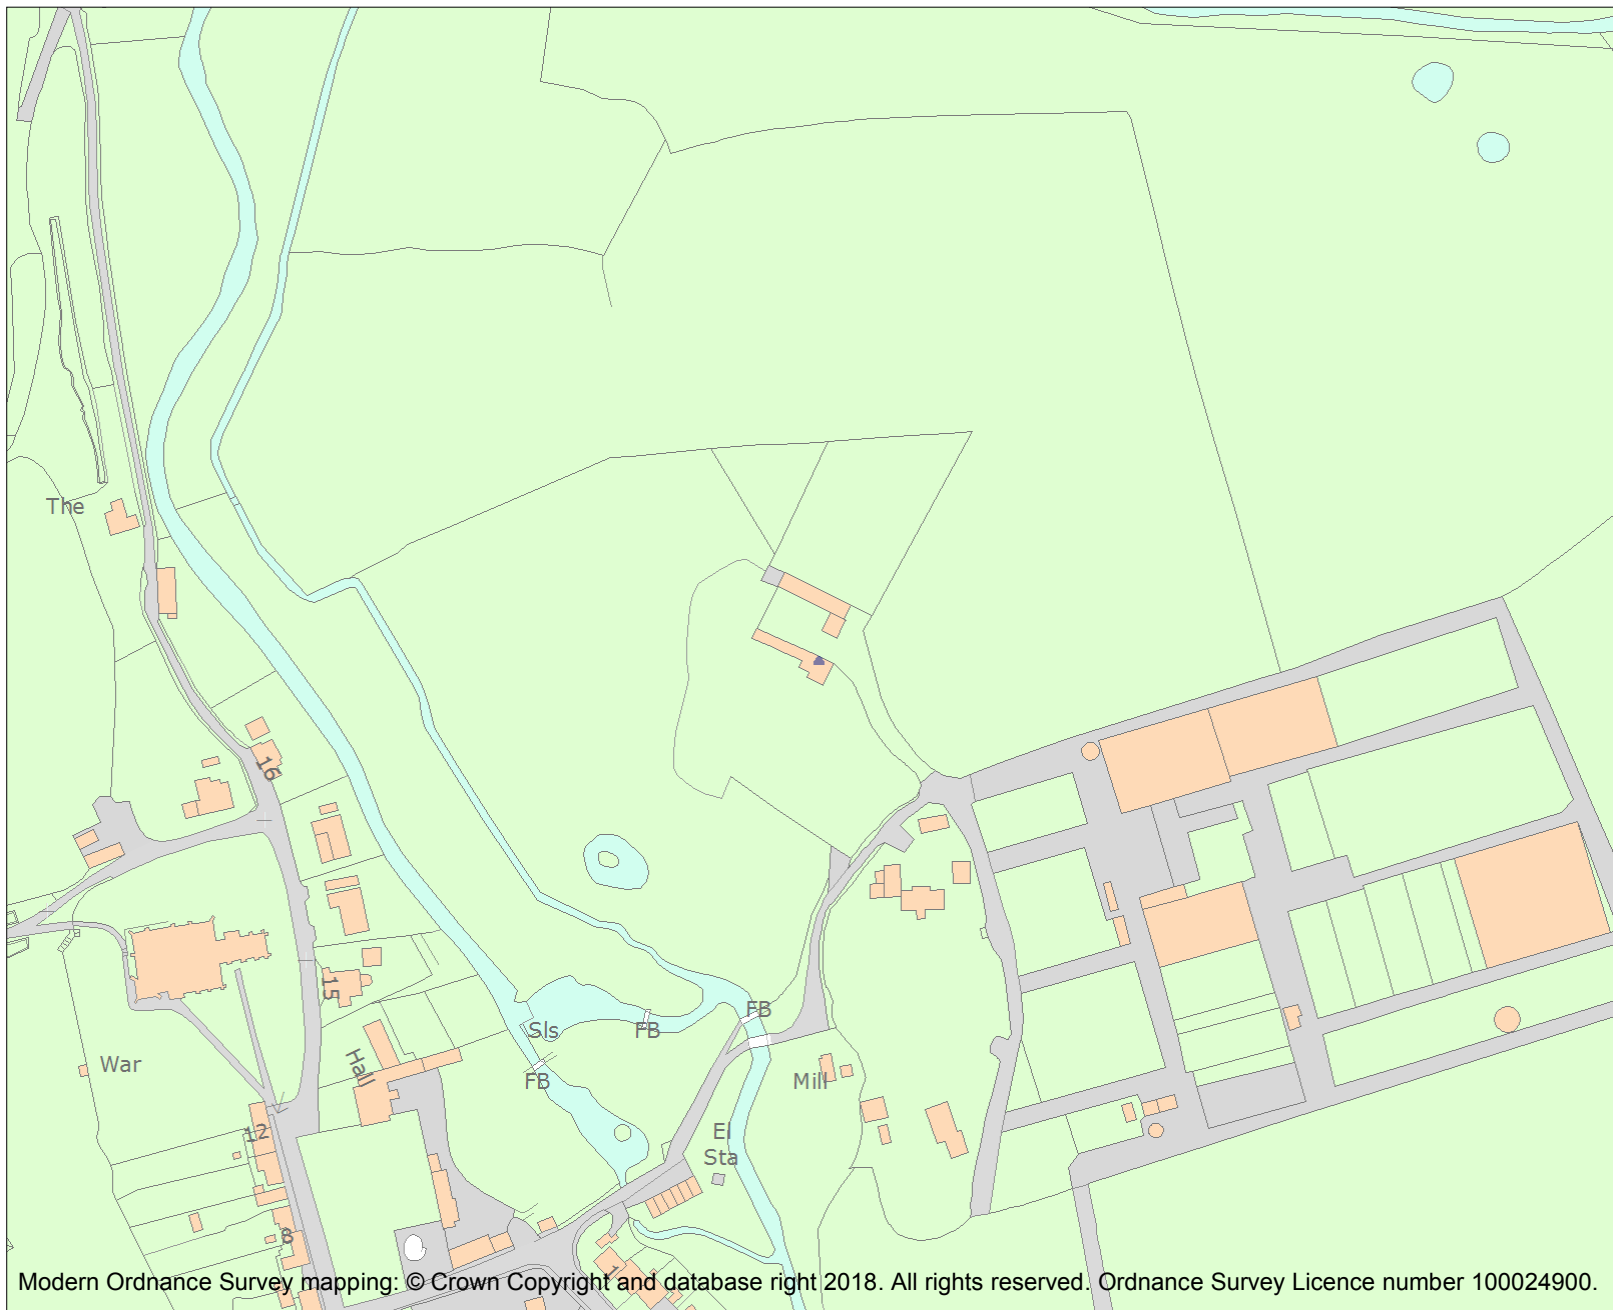 The
16
15
Sls
FB
FB
FB
War
Hall
Mill
12
El
Sta
8
1
Modern Ordnance Survey mapping: © Crown Copyright and database right 2018. All rights reserved. Ordnance Survey Licence number 100024900.